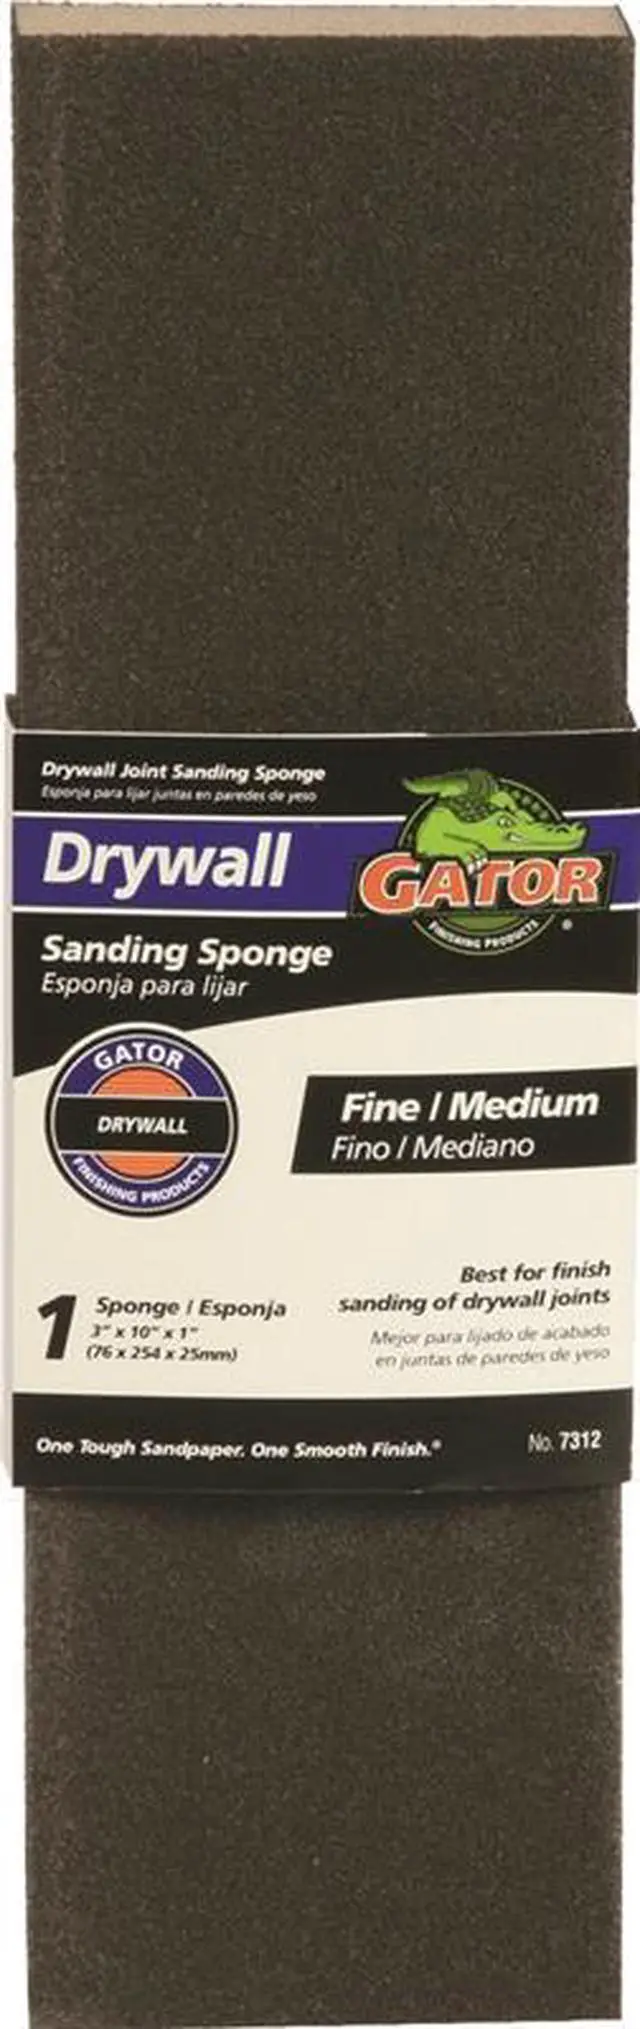 Drywall Joint Sanding Sponge
Esponja para lijar juntas en paredes de yeso
Drywall
GATOR
FINISHING PRODUCTS
®
Sanding Sponge
Esponja para lijar
GATOR
DRYWALL
FINISHING PRODUCTS
Fine / Medium
Fino / Mediano
Best for finish
sanding of drywall joints
Mejor para lijado de acabado
en juntas de paredes de yeso
1 Sponge / Esponja
3" x 10" x 1"
(76 x 254 x 25mm)
One Tough Sandpaper. One Smooth Finish.®
No. 7312